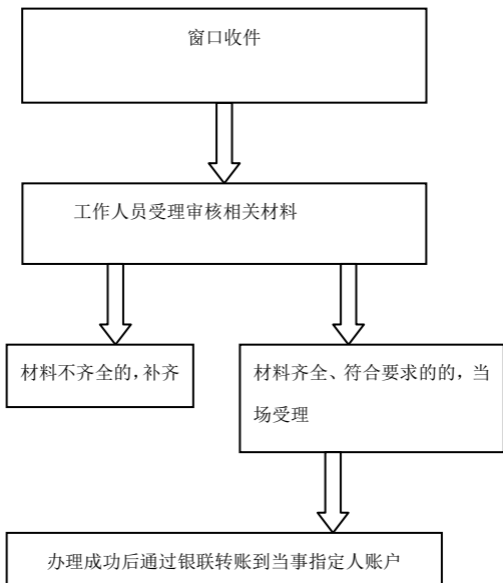 窗口收件
工作人员受理审核相关材料
材料不齐全的，补齐
材料齐全、符合要求的的，当
场受理
办理成功后通过银联转账到当事指定人账户